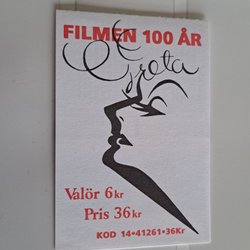 FILMEN 100 ÅR
Greta
Valör 6kr
Pris 36kr
KOD 14•41261•36Kr